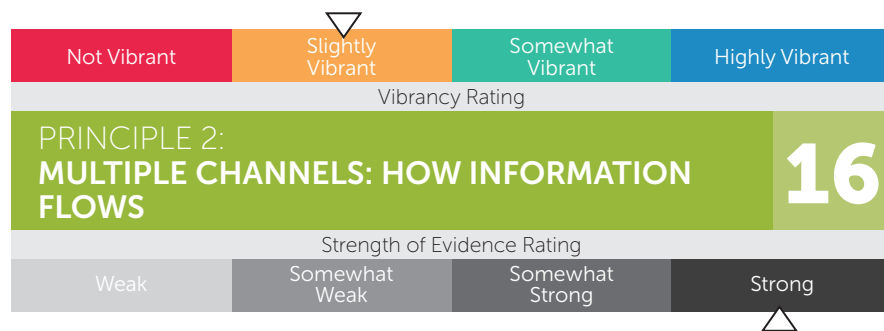 Not Vibrant
Slightly
Vibrant
Somewhat
Vibrant
Highly Vibrant
Vibrancy Rating
PRINCIPLE 2:
MULTIPLE CHANNELS: HOW INFORMATION
FLOWS
16
Strength of Evidence Rating
Weak
Somewhat
Weak
Somewhat
Strong
Strong